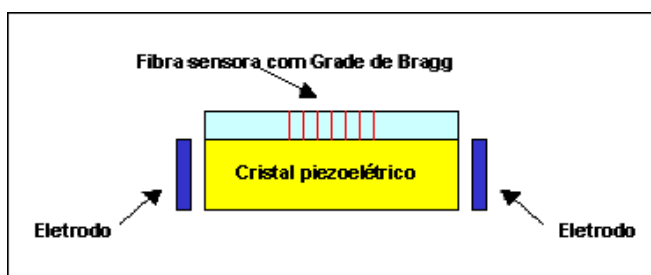 Fibra sensora com Grade de Bragg
Cristal piezoelétrico
Eletrodo
Eletrodo